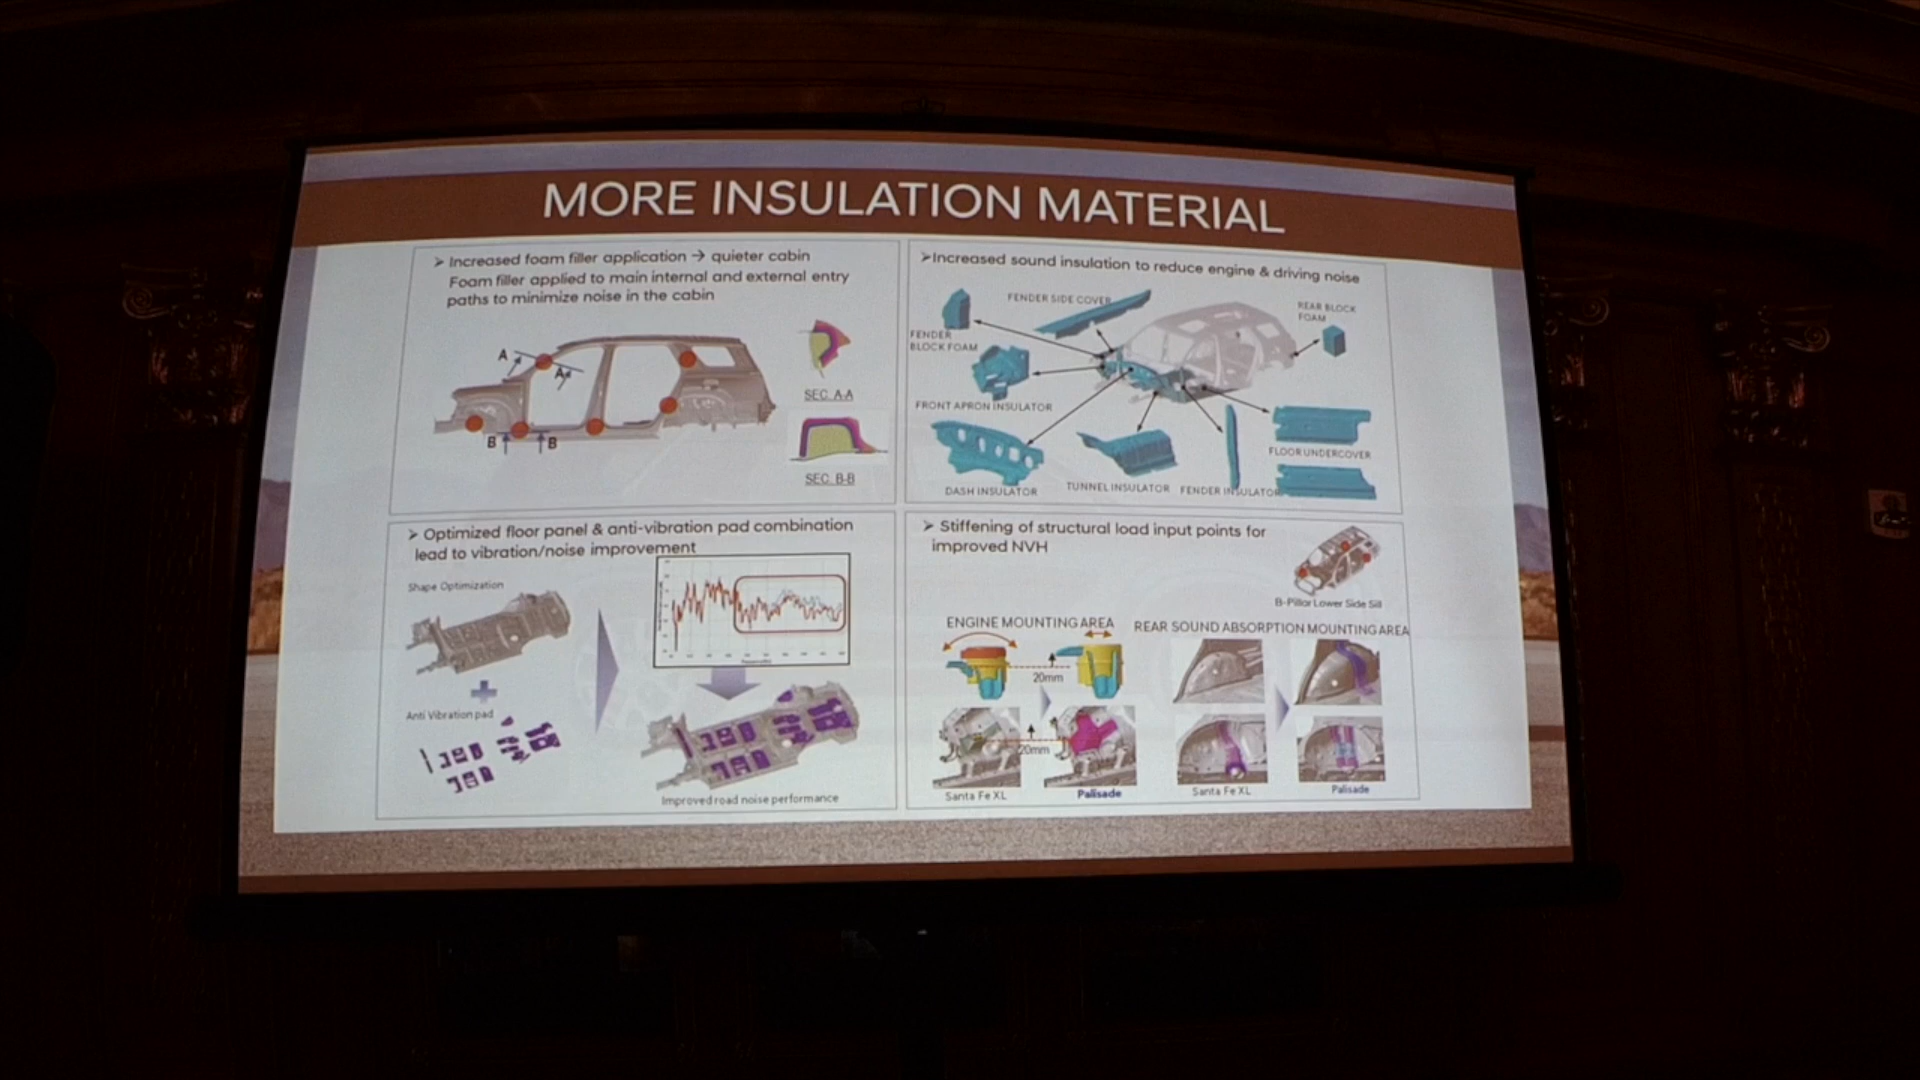 MORE INSULATION MATERIAL
➢ Increased foam filler application → quieter cabin
Foam filler applied to main internal and external entry
paths to minimize noise in the cabin
A
A
B
B
SEC. A-A
SEC. B-B
➢Increased sound insulation to reduce engine & driving noise
FENDER SIDE COVER
REAR BLOCK
FOAM
FENDER
BLOCK FOAM
FRONT APRON INSULATOR
FLOOR UNDERCOVER
DASH INSULATOR
TUNNEL INSULATOR
FENDER INSULATOR
➢ Optimized floor panel & anti-vibration pad combination
lead to vibration/noise improvement
Shape Optimization
Anti Vibration pad
Improved road noise performance
➢ Stiffening of structural load input points for
improved NVH
B-Pillar Lower Side Sill
ENGINE MOUNTING AREA
REAR SOUND ABSORPTION MOUNTING AREA
20mm
20mm
Santa Fe XL
Palisade
Santa Fe XL
Palisade